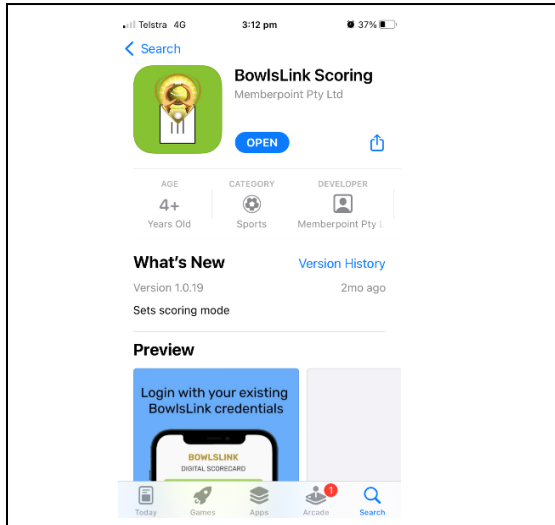 Telstra 4G 3:12 pm 37%
Search
BowlsLink Scoring
Memberpoint Pty Ltd
OPEN
AGE CATEGORY DEVELOPER
4+
Years Old Sports Memberpoint Pty L
What's New Version History
Version 1.0.19 2mo ago
Sets scoring mode
Preview
Login with your existing
BowlsLink credentials
BOWLSLINK
DIGITAL SCORECARD
1
Today Games Apps Arcade Search